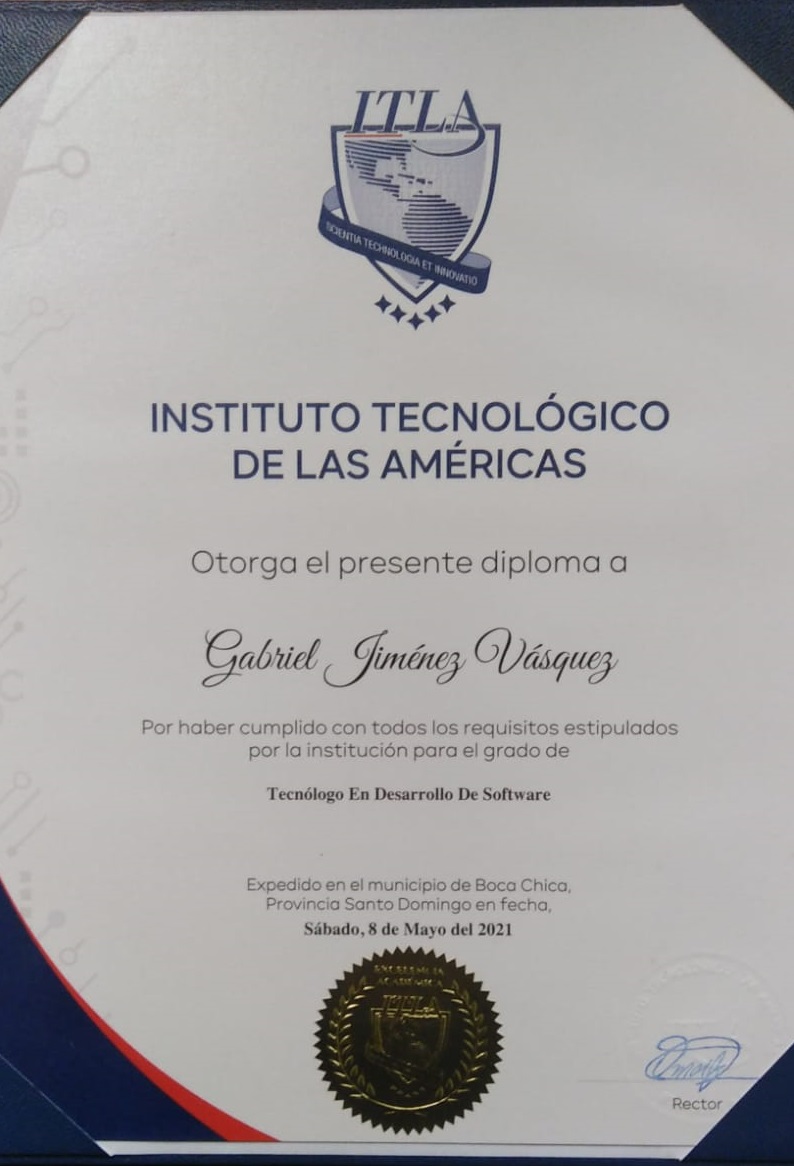 ITLA
SCIENTIA TECHNOLOGIA ET INNOVATIO
INSTITUTO TECNOLÓGICO
DE LAS AMÉRICAS
Otorga el presente diploma a
Gabriel Jiménez Vásquez
Por haber cumplido con todos los requisitos estipulados
por la institución para el grado de
Tecnólogo En Desarrollo De Software
Expedido en el municipio de Boca Chica,
Provincia Santo Domingo en fecha,
Sábado, 8 de Mayo del 2021
EXCELENCIA
ACADÉMICA
ITLA
Rector